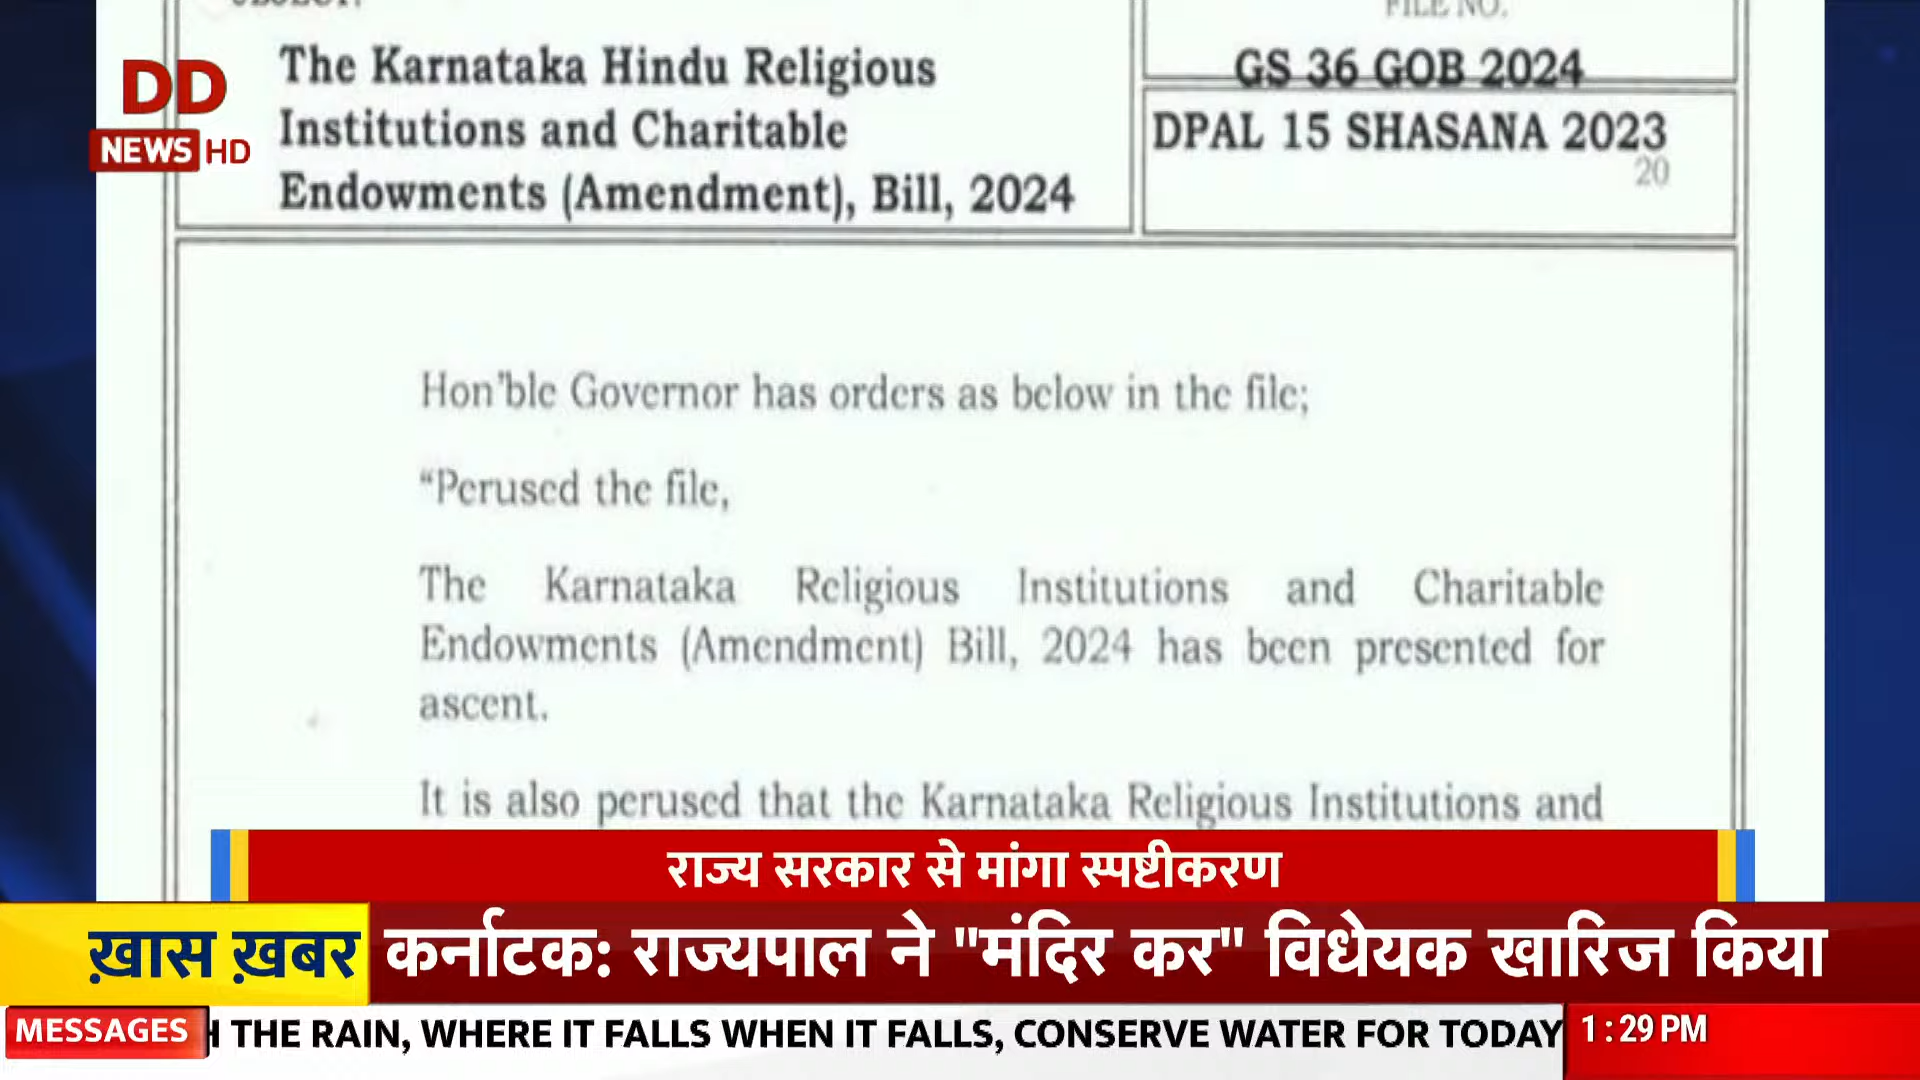 FILE NO.
The Karnataka Hindu Religious
Institutions and Charitable
Endowments (Amendment), Bill, 2024
GS 36 GOB 2024
DPAL 15 SHASANA 2023
20
DD
NEWS HD
Hon'ble Governor has orders as below in the file;
“Perused the file,
The Karnataka Religious Institutions and Charitable
Endowments (Amendment) Bill, 2024 has been presented for
ascent.
It is also perused that the Karnataka Religious Institutions and
राज्य सरकार से मांगा स्पष्टीकरण
ख़ास ख़बर
कर्नाटक: राज्यपाल ने "मंदिर कर" विधेयक खारिज किया
MESSAGES
THE RAIN, WHERE IT FALLS WHEN IT FALLS, CONSERVE WATER FOR TODAY
1:29 PM